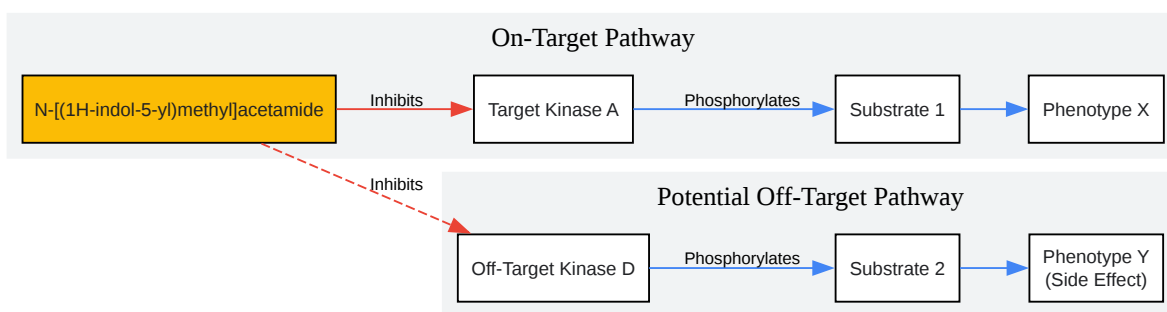 On-Target Pathway
N-[(1H-indol-5-yl)methyl]acetamide
Inhibits
Target Kinase A
Phosphorylates
Substrate 1
Phenotype X
Inhibits
Potential Off-Target Pathway
Off-Target Kinase D
Phosphorylates
Substrate 2
Phenotype Y
(Side Effect)